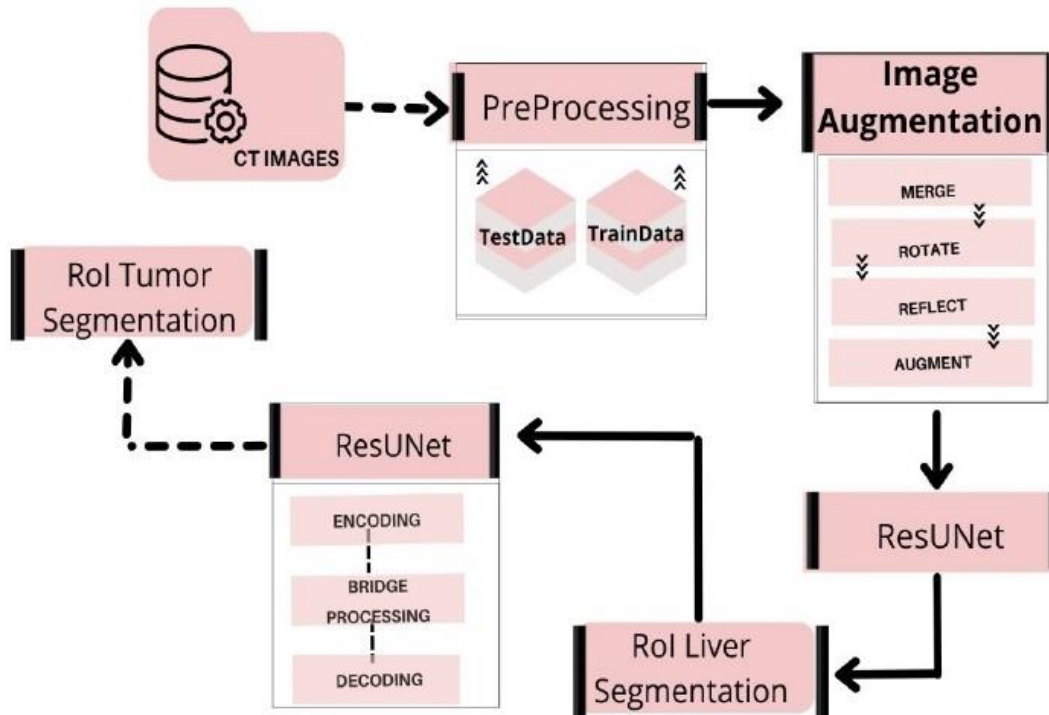 CT IMAGES
PreProcessing
TestData
TrainData
Image
Augmentation
MERGE
ROTATE
REFLECT
AUGMENT
ResUNet
RoI Liver
Segmentation
ResUNet
ENCODING
BRIDGE
PROCESSING
DECODING
RoI Tumor
Segmentation